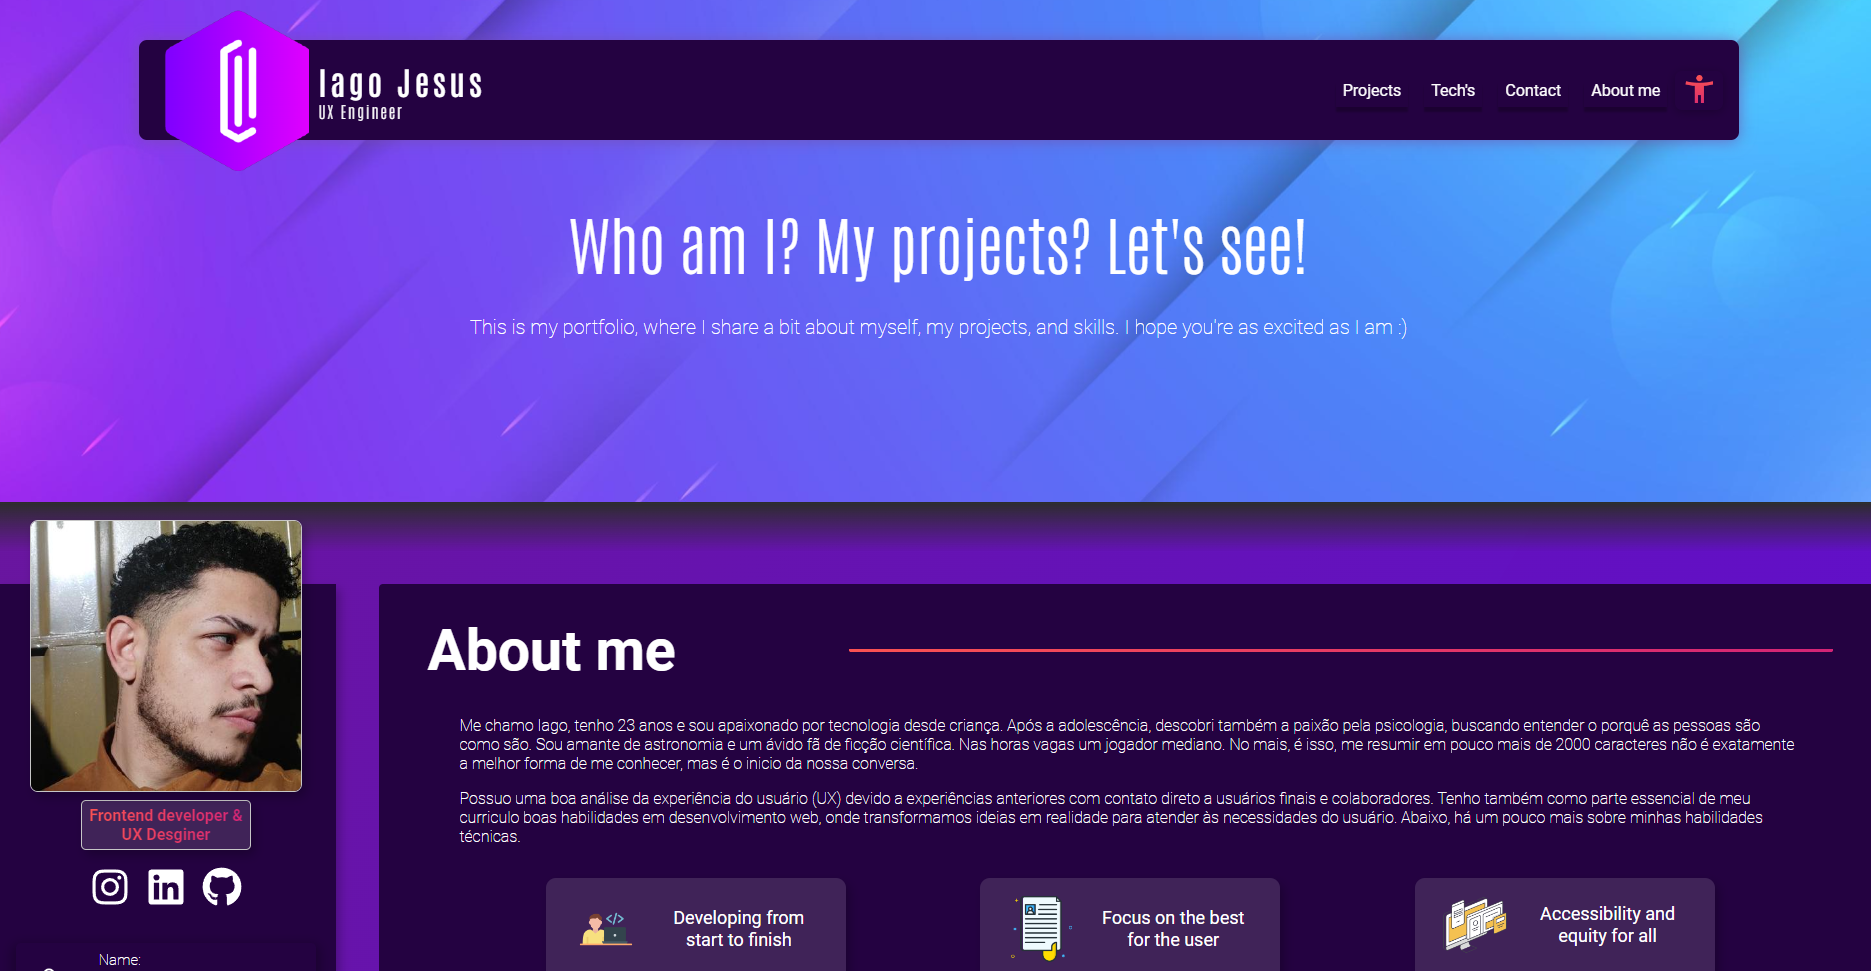 Iago Jesus
UX Engineer
Projects
Tech's
Contact
About me
Who am I? My projects? Let's see!
This is my portfolio, where I share a bit about myself, my projects, and skills. I hope you're as excited as I am :)
Frontend developer &
UX Desginer
Name:
About me
Me chamo Iago, tenho 23 anos e sou apaixonado por tecnologia desde criança. Após a adolescência, descobri também a paixão pela psicologia, buscando entender o porquê as pessoas são
como são. Sou amante de astronomia e um ávido fã de ficção científica. Nas horas vagas um jogador mediano. No mais, é isso, me resumir em pouco mais de 2000 caracteres não é exatamente
a melhor forma de me conhecer, mas é o inicio da nossa conversa.
Possuo uma boa análise da experiência do usuário (UX) devido a experiências anteriores com contato direto a usuários finais e colaboradores. Tenho também como parte essencial de meu
curriculo boas habilidades em desenvolvimento web, onde transformamos ideias em realidade para atender às necessidades do usuário. Abaixo, há um pouco mais sobre minhas habilidades
técnicas.
Developing from
start to finish
Focus on the best
for the user
Accessibility and
equity for all